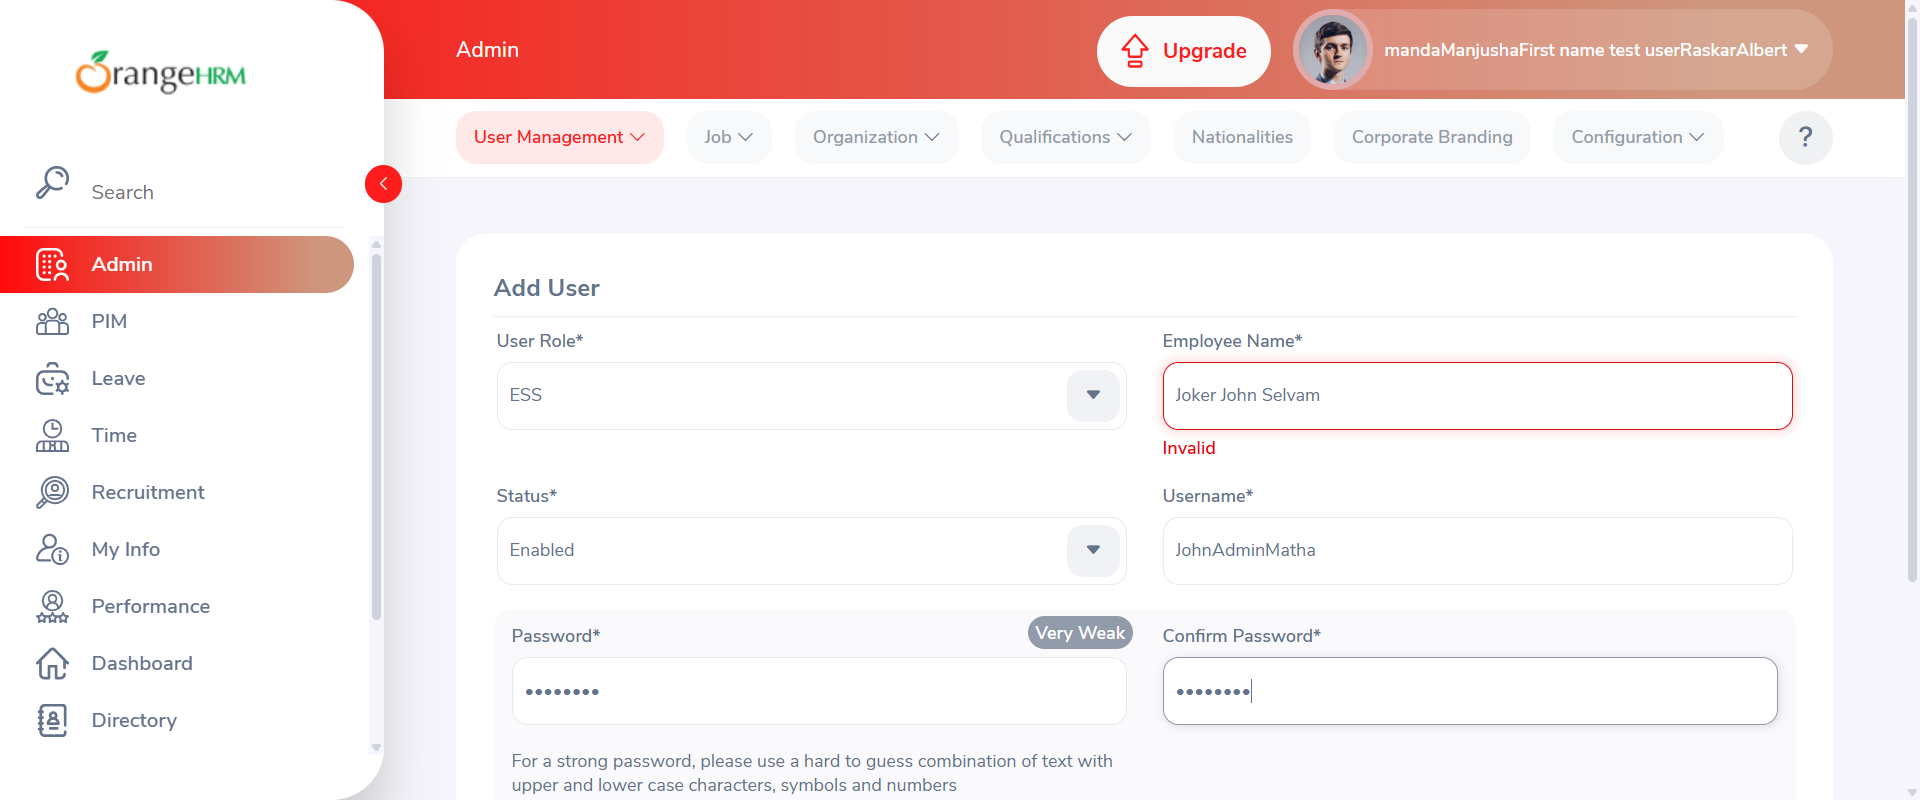 OrangeHRM
Admin
Upgrade
mandaManjushaFirst name test userRaskarAlbert
User Management
Job
Organization
Qualifications
Nationalities
Corporate Branding
Configuration
?
Search
Admin
PIM
Leave
Time
Recruitment
My Info
Performance
Dashboard
Directory
Add User
User Role*
ESS
Employee Name*
Joker John Selvam
Invalid
Status*
Enabled
Username*
JohnAdminMatha
Password*
Very Weak
••••••••
Confirm Password*
••••••••
For a strong password, please use a hard to guess combination of text with
upper and lower case characters, symbols and numbers